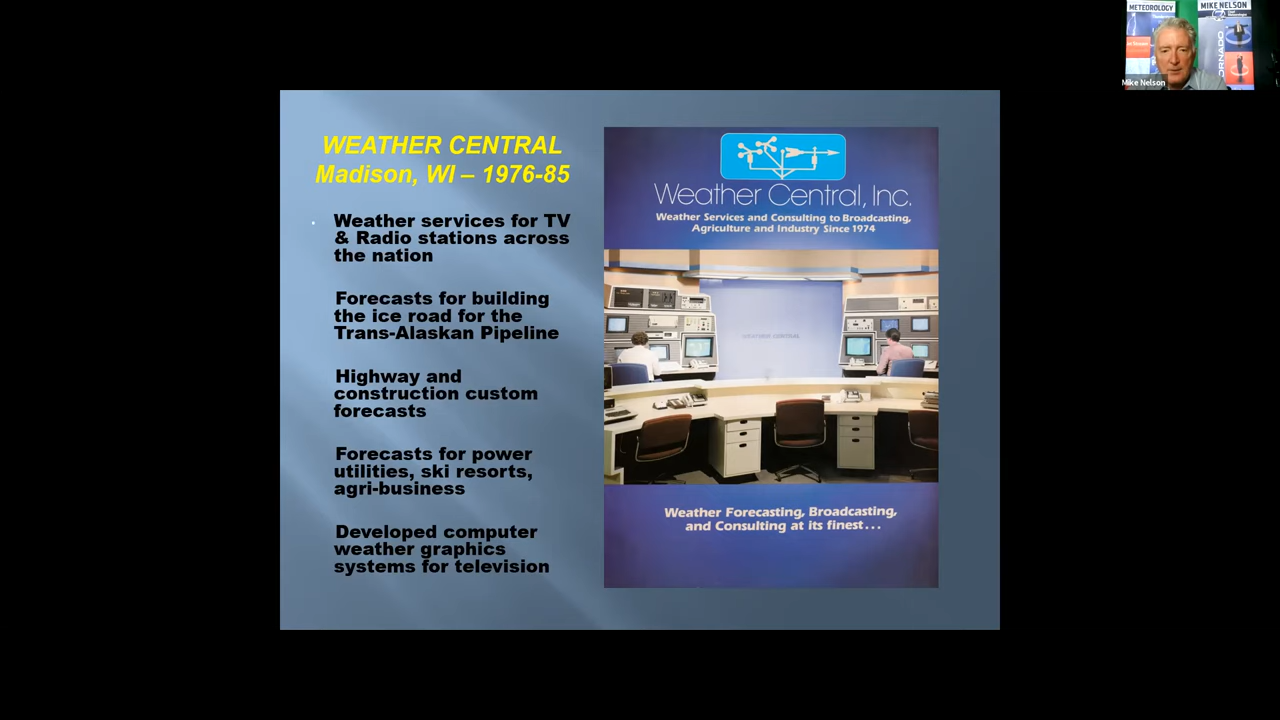 METEOROLOGY
MIKE NELSON
Mike Nelson
WEATHER CENTRAL
Madison, WI – 1976-85
Weather services for TV
& Radio stations across
the nation
Forecasts for building
the ice road for the
Trans-Alaskan Pipeline
Highway and
construction custom
forecasts
Forecasts for power
utilities, ski resorts,
agri-business
Developed computer
weather graphics
systems for television
Weather Central, Inc.
Weather Services and Consulting to Broadcasting,
Agriculture and Industry Since 1974
WEATHER CENTRAL
Weather Forecasting, Broadcasting,
and Consulting at its finest...